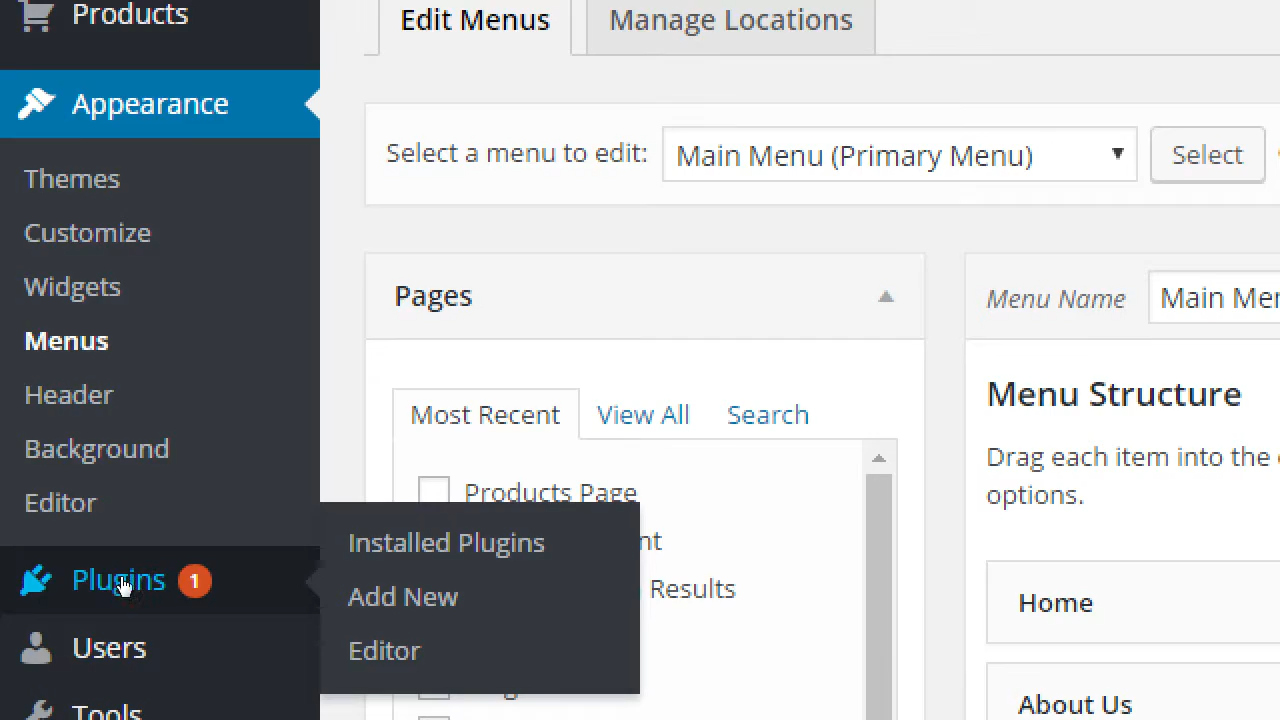 Products
Appearance
Themes
Customize
Widgets
Menus
Header
Background
Editor
Plugins 1
Users
Tools
Installed Plugins
Add New
Editor
Edit Menus
Manage Locations
Select a menu to edit: Main Menu (Primary Menu) Select
Pages
Most Recent View All Search
Products Page
Results
Menu Name Main
Menu Structure
Drag each item into the
options.
Home
About Us